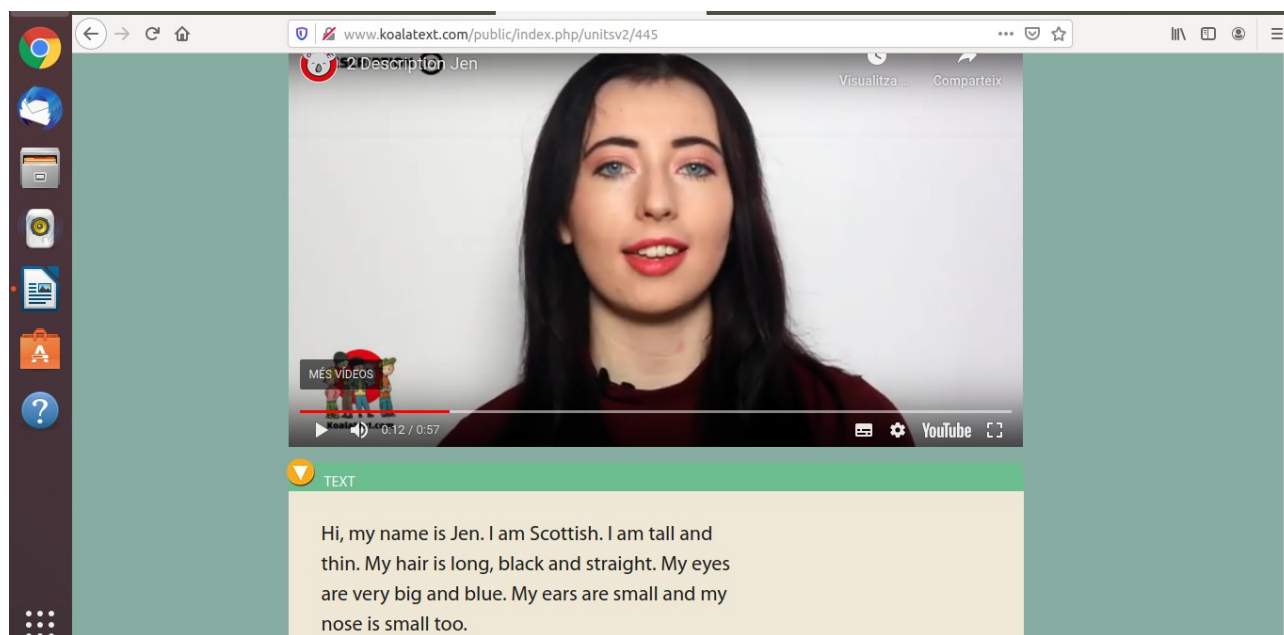 www.koalatext.com/public/index.php/unitsv2/445
2 Description Jen
Visualitza ...
Comparteix
MÉS VÍDEOS
Koalatext.com
0:12 / 0:57
YouTube
TEXT
Hi, my name is Jen. I am Scottish. I am tall and
thin. My hair is long, black and straight. My eyes
are very big and blue. My ears are small and my
nose is small too.